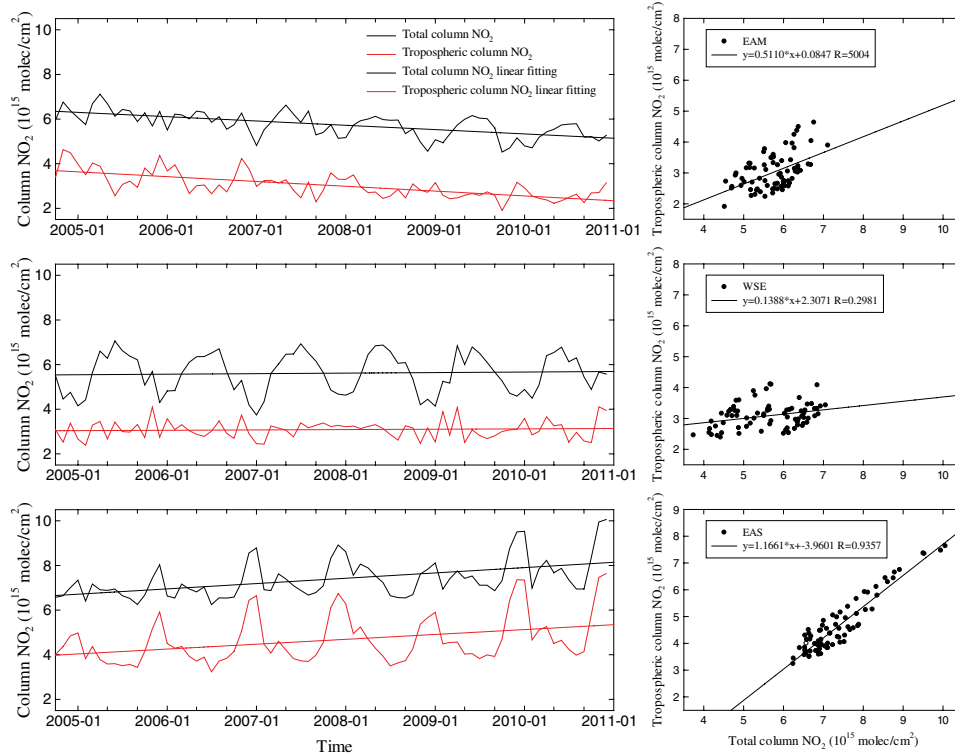 Total column NO2
Tropospheric column NO2
Total column NO2 linear fitting
Tropospheric column NO2 linear fitting
Column NO2 (10^15 molec/cm^2)
10
8
6
4
2
2005-01 2006-01 2007-01 2008-01 2009-01 2010-01 2011-01
EAM
y=0.5110*x+0.0847 R=5004
Tropospheric column NO2 (10^15 molec/cm^2)
8
7
6
5
4
3
2
4 5 6 7 8 9 10
Column NO2 (10^15 molec/cm^2)
10
8
6
4
2
2005-01 2006-01 2007-01 2008-01 2009-01 2010-01 2011-01
WSE
y=0.1388*x+2.3071 R=0.2981
Tropospheric column NO2 (10^15 molec/cm^2)
8
7
6
5
4
3
2
4 5 6 7 8 9 10
Column NO2 (10^15 molec/cm^2)
10
8
6
4
2
2005-01 2006-01 2007-01 2008-01 2009-01 2010-01 2011-01
Time
EAS
y=1.1661*x+-3.9601 R=0.9357
Tropospheric column NO2 (10^15 molec/cm^2)
8
7
6
5
4
3
2
4 5 6 7 8 9 10
Total column NO2 (10^15 molec/cm^2)